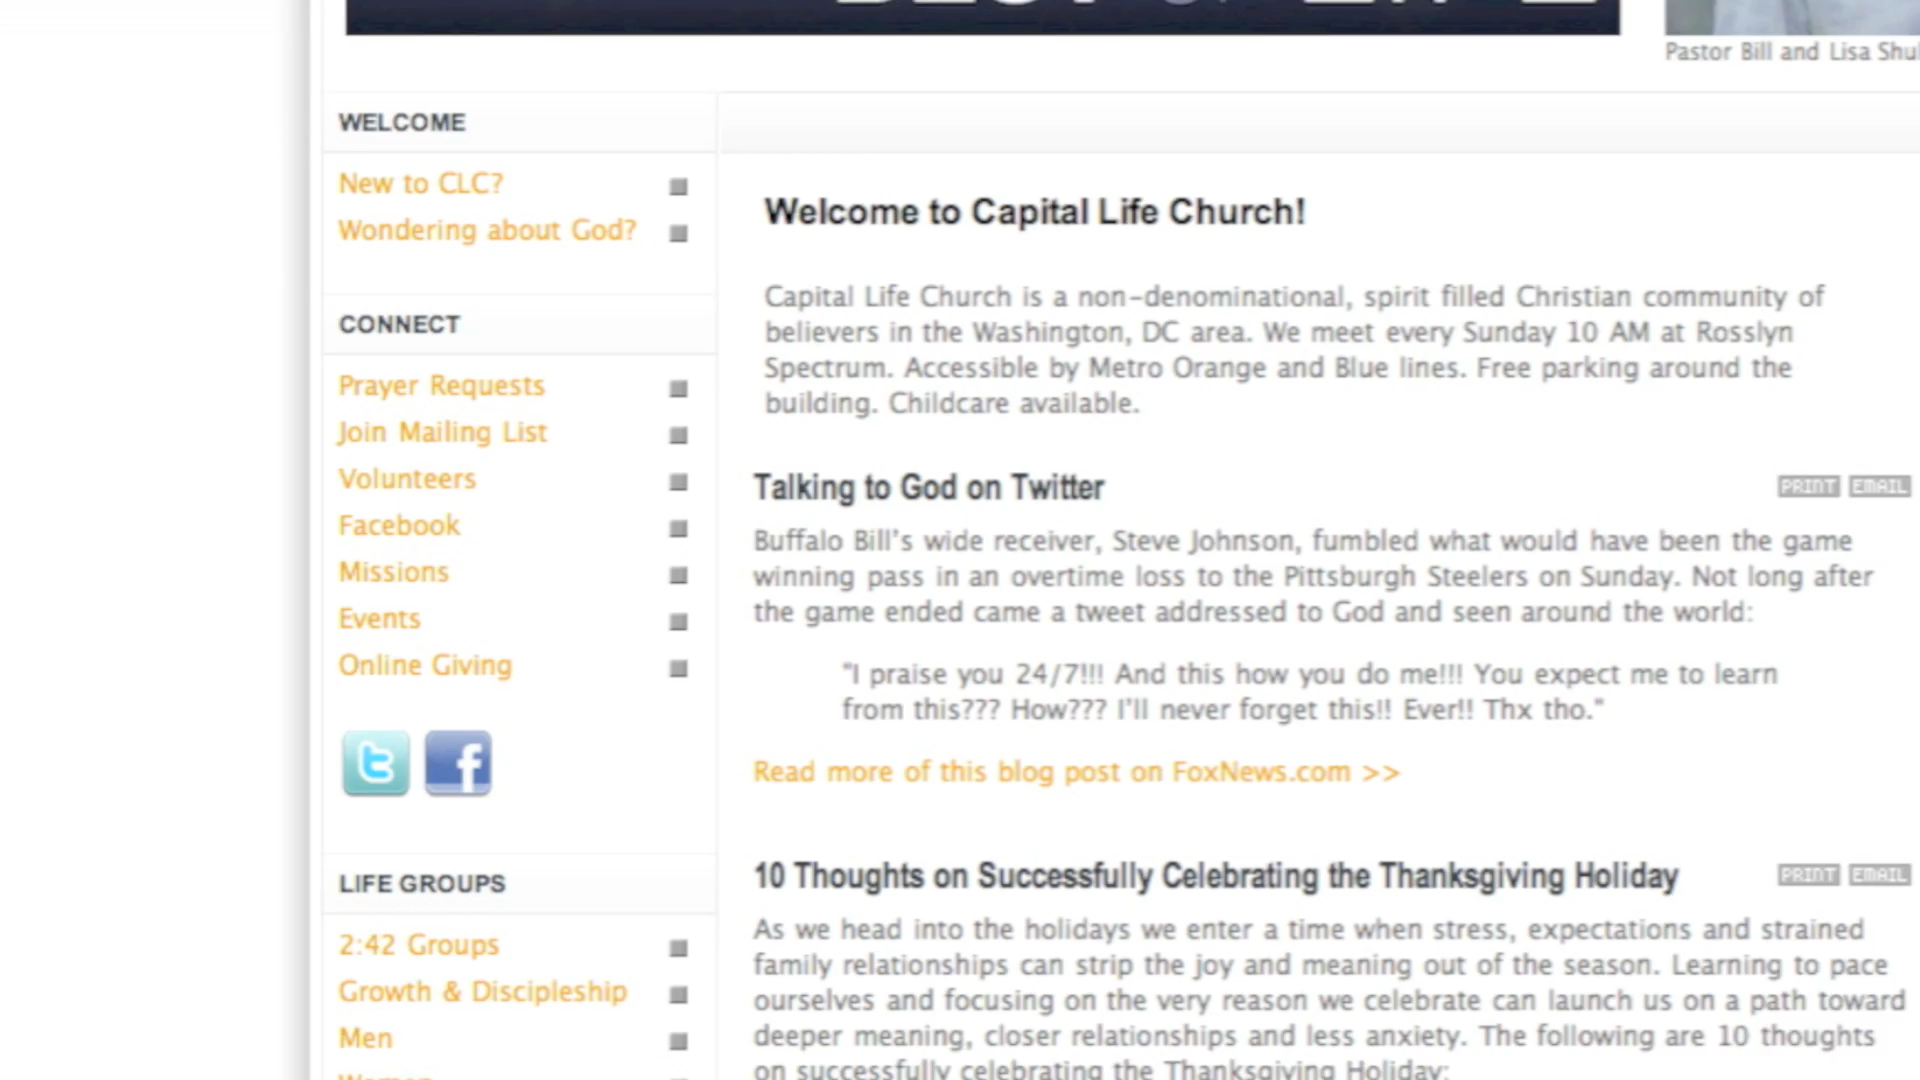 Pastor Bill and Lisa
WELCOME
New to CLC?
Wondering about God?
CONNECT
Prayer Requests
Join Mailing List
Volunteers
Facebook
Missions
Events
Online Giving
LIFE GROUPS
2:42 Groups
Growth & Discipleship
Men
Welcome to Capital Life Church!
Capital Life Church is a non-denominational, spirit filled Christian community of
believers in the Washington, DC area. We meet every Sunday 10 AM at Rosslyn
Spectrum. Accessible by Metro Orange and Blue lines. Free parking around the
building. Childcare available.
Talking to God on Twitter
PRINT EMAIL
Buffalo Bill's wide receiver, Steve Johnson, fumbled what would have been the game
winning pass in an overtime loss to the Pittsburgh Steelers on Sunday. Not long after
the game ended came a tweet addressed to God and seen around the world:
"I praise you 24/7!!! And this how you do me!!! You expect me to learn
from this??? How??? I'll never forget this!! Ever!! Thx tho."
Read more of this blog post on FoxNews.com >>
10 Thoughts on Successfully Celebrating the Thanksgiving Holiday
PRINT EMAIL
As we head into the holidays we enter a time when stress, expectations and strained
family relationships can strip the joy and meaning out of the season. Learning to pace
ourselves and focusing on the very reason we celebrate can launch us on a path toward
deeper meaning, closer relationships and less anxiety. The following are 10 thoughts
on successfully celebrating the Thanksgiving Holiday: